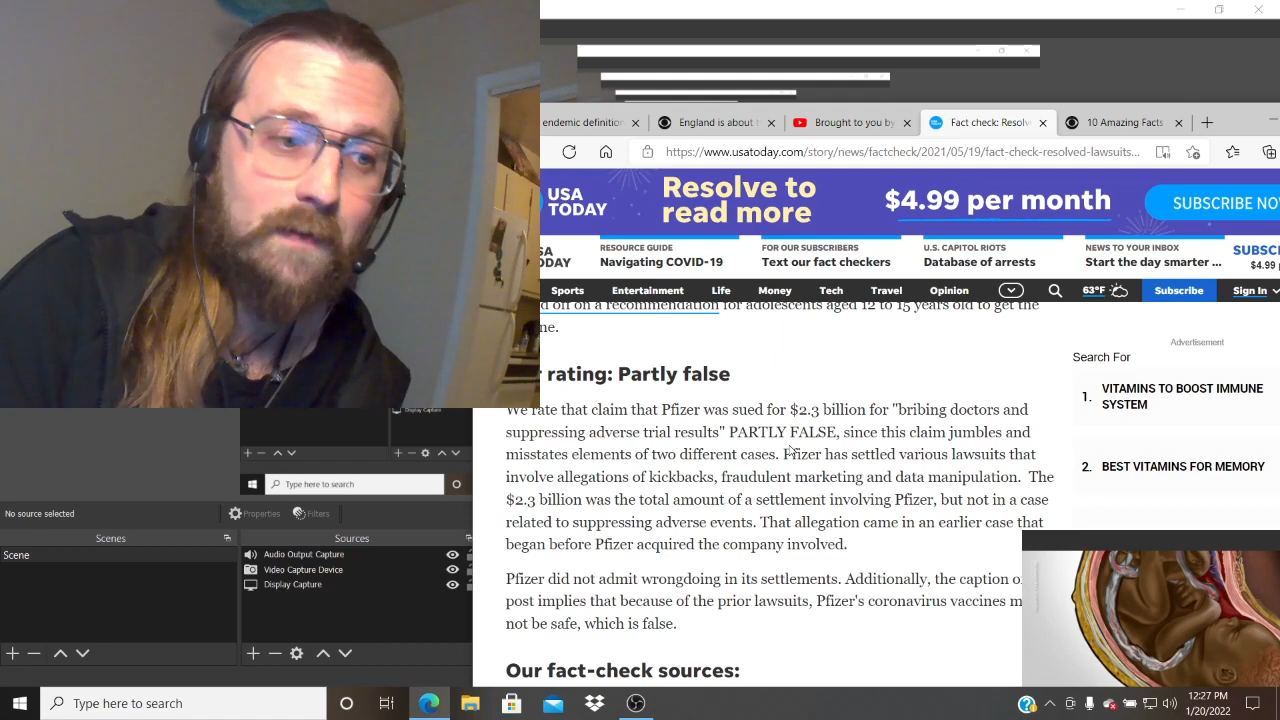 endemic definition
England is about t
Brought to you by
Fact check: Resolv
10 Amazing Facts
https://www.usatoday.com/story/news/factcheck/2021/05/19/fact-check-resolved-lawsuits...
USA
TODAY
Resolve to
read more
$4.99 per month
SUBSCRIBE NO
SA
DAY
RESOURCE GUIDE
Navigating COVID-19
FOR OUR SUBSCRIBERS
Text our fact checkers
U.S. CAPITOL RIOTS
Database of arrests
NEWS TO YOUR INBOX
Start the day smarter ...
SUBSC
$4.99 p
Sports Entertainment Life Money Tech Travel Opinion 63°F Subscribe Sign In
d off on a recommendation for adolescents aged 12 to 15 years old to get the
ne.
Advertisement
Search For
1. VITAMINS TO BOOST IMMUNE
SYSTEM
2. BEST VITAMINS FOR MEMORY
r rating: Partly false
We rate that claim that Pfizer was sued for $2.3 billion for "bribing doctors and
suppressing adverse trial results" PARTLY FALSE, since this claim jumbles and
misstates elements of two different cases. Pfizer has settled various lawsuits that
involve allegations of kickbacks, fraudulent marketing and data manipulation. The
$2.3 billion was the total amount of a settlement involving Pfizer, but not in a case
related to suppressing adverse events. That allegation came in an earlier case that
began before Pfizer acquired the company involved.
Pfizer did not admit wrongdoing in its settlements. Additionally, the caption o
post implies that because of the prior lawsuits, Pfizer's coronavirus vaccines m
not be safe, which is false.
Our fact-check sources:
Display Capture
Type here to search
No source selected
Properties
Filters
Scenes
Sources
Scene
Audio Output Capture
Video Capture Device
Display Capture
Type here to search
12:27 PM
1/20/2022